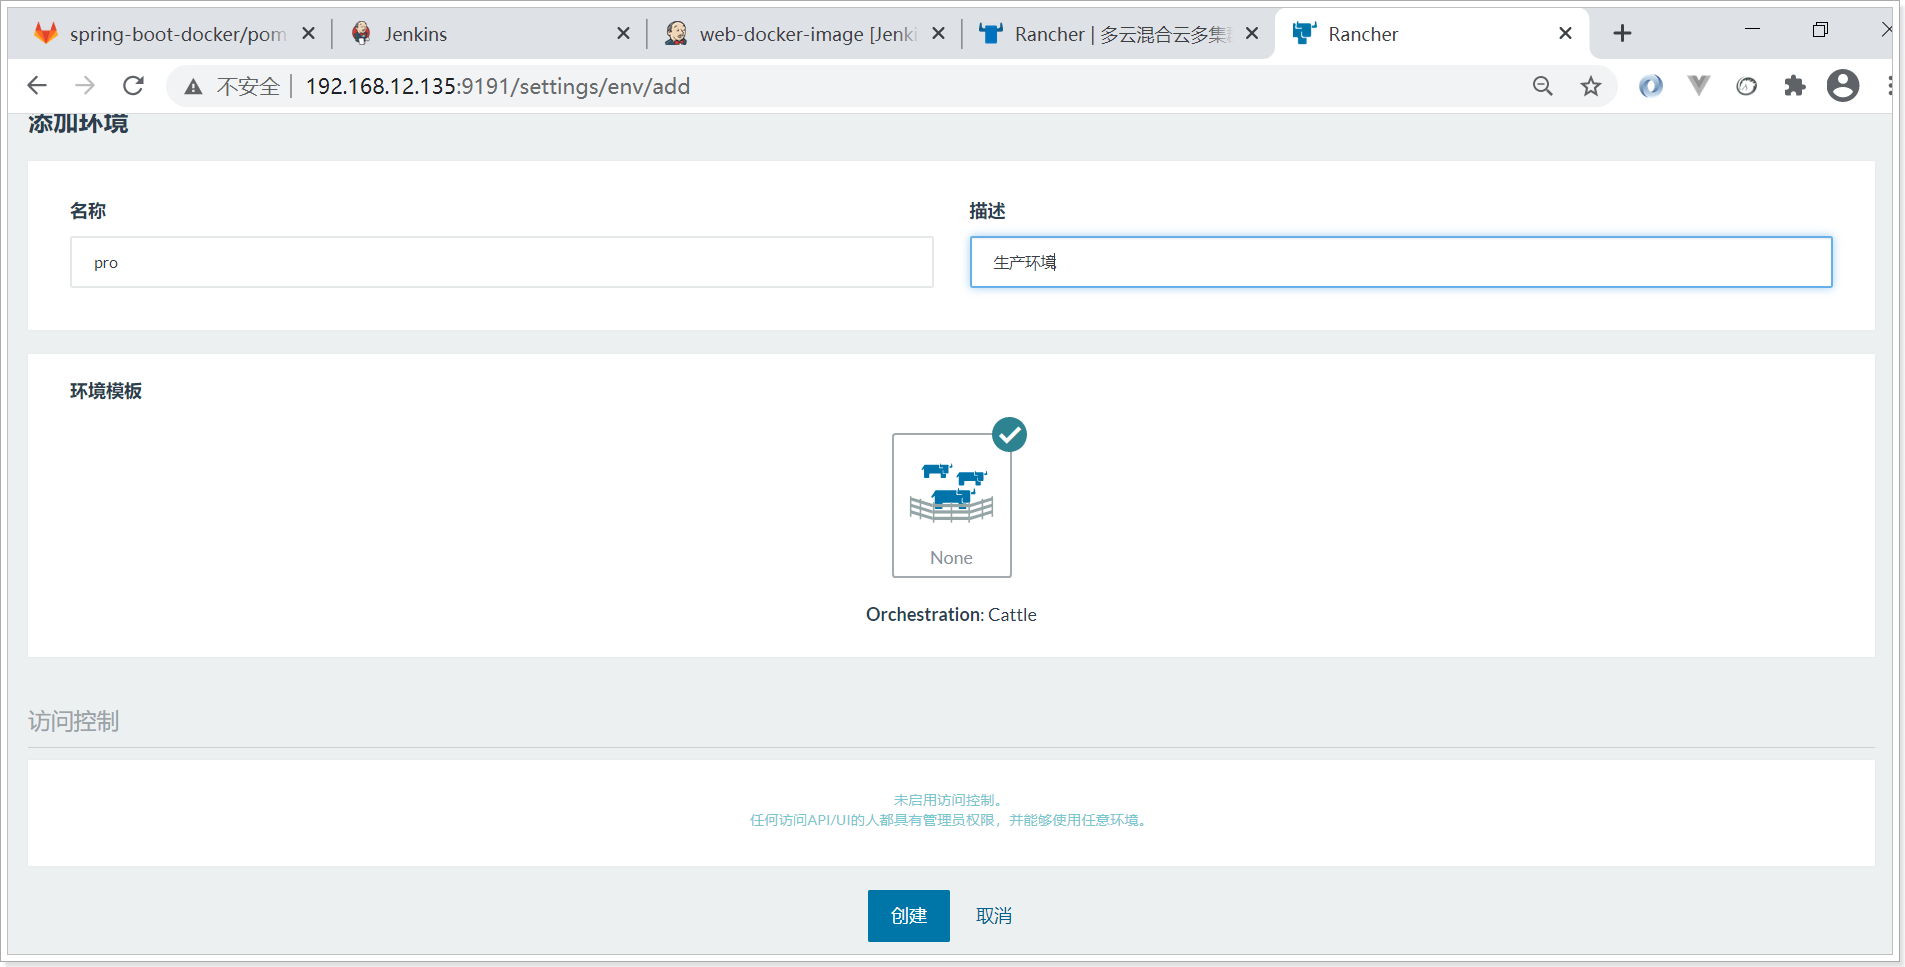 spring-boot-docker/pom
Jenkins
web-docker-image [Jenki
Rancher | 多云混合云多集
Rancher
不安全
192.168.12.135:9191/settings/env/add
添加环境
名称
描述
pro
生产环境
环境模板
None
Orchestration: Cattle
访问控制
未启用访问控制。
任何访问API/UI的人都具有管理员权限，并能够使用任意环境。
创建
取消